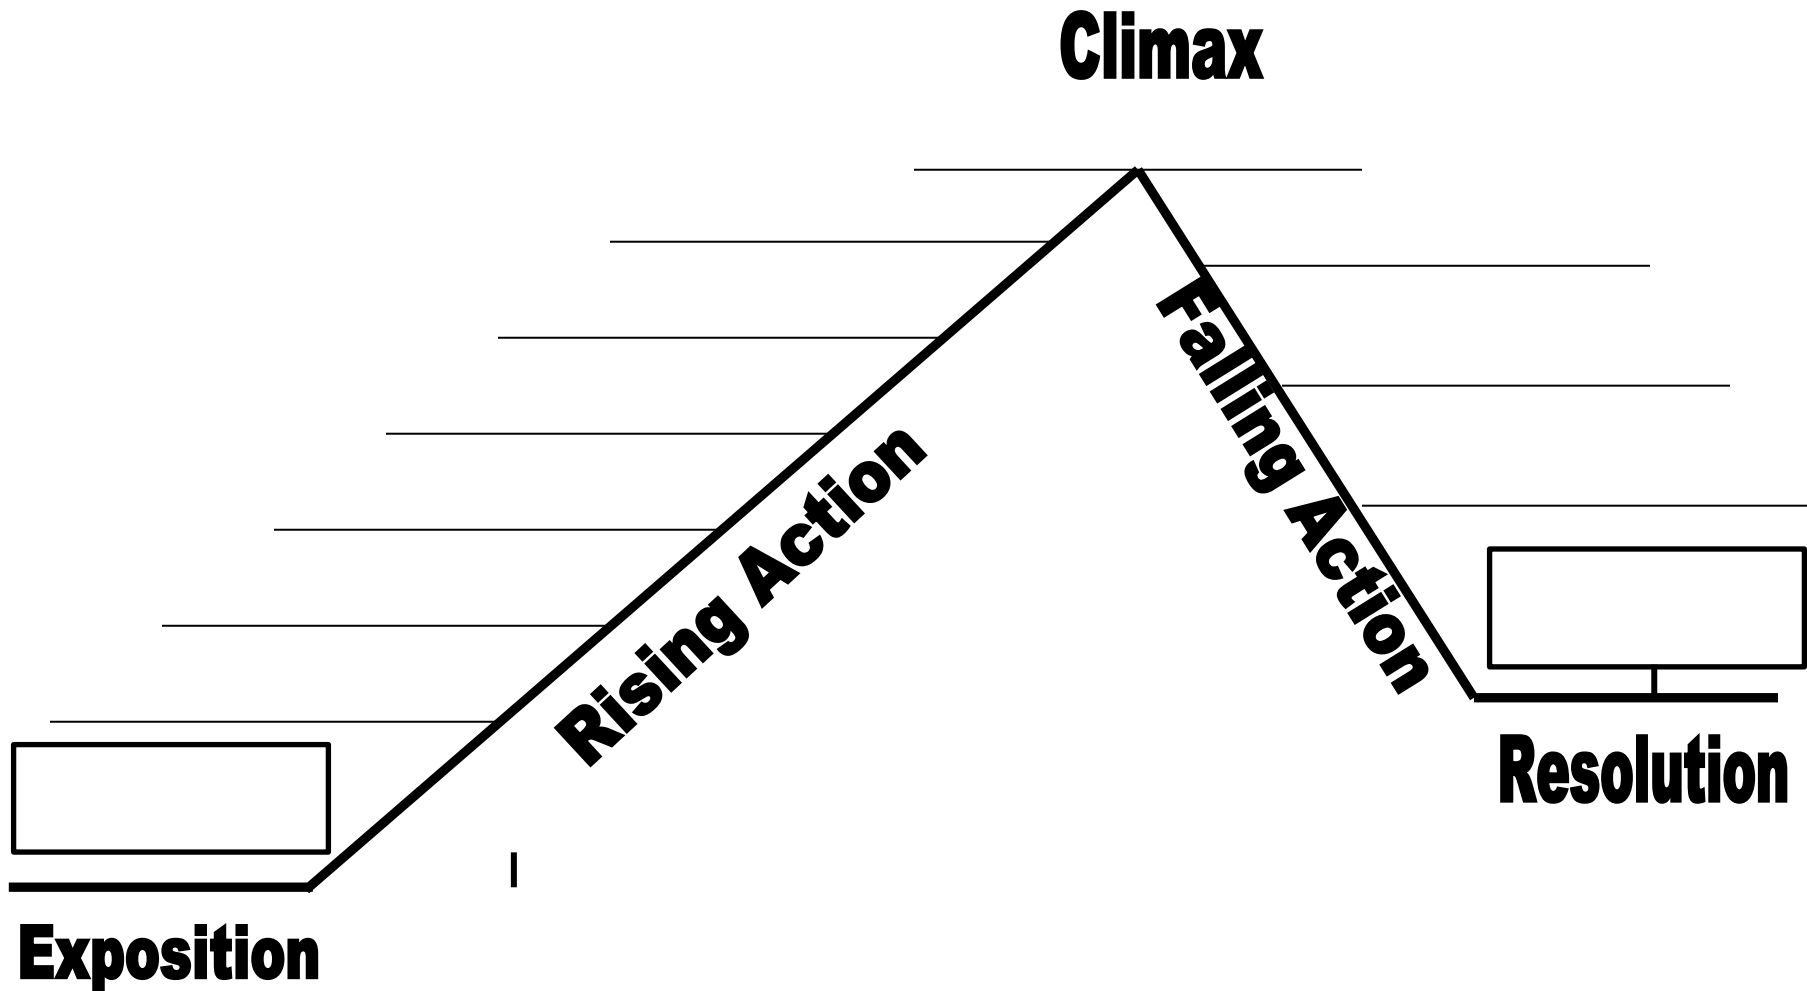 Climax
Rising Action
Falling Action
Resolution
Exposition